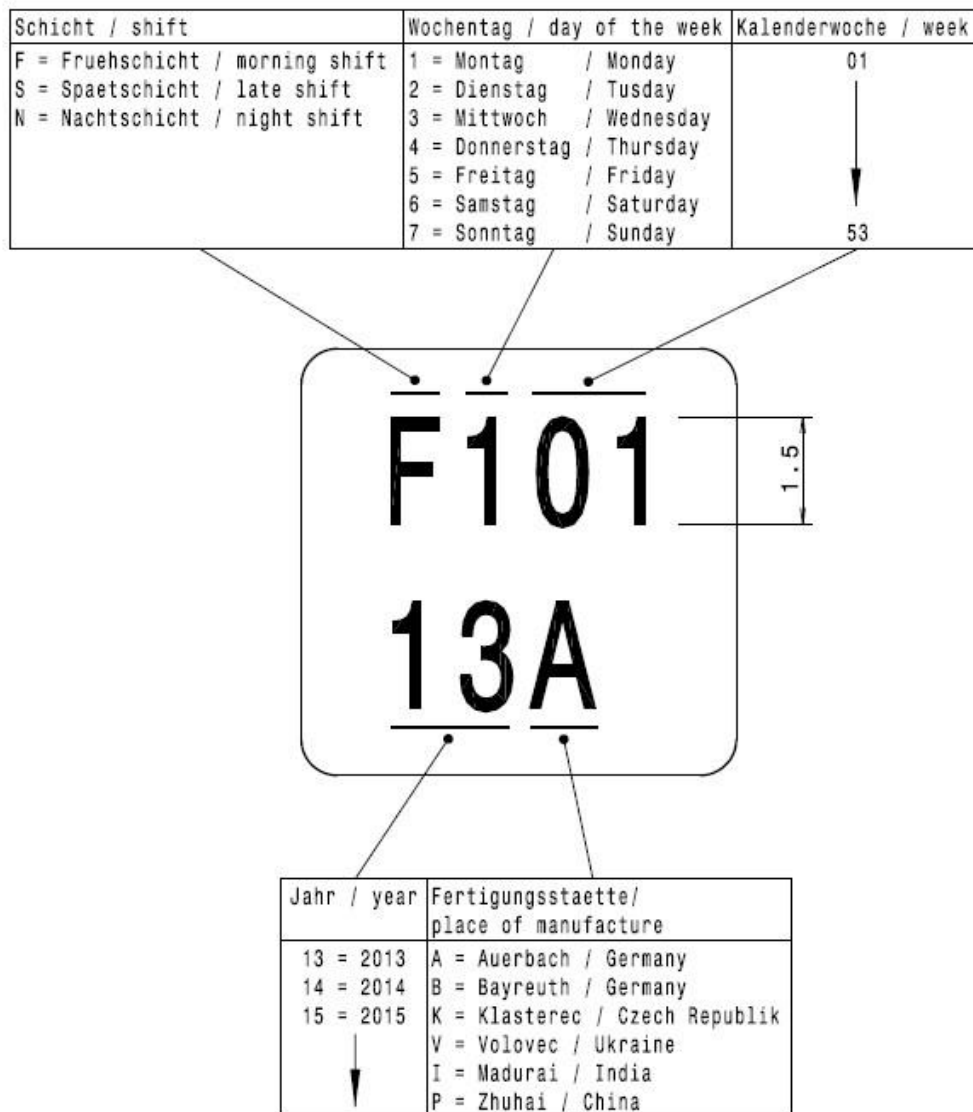 Schicht / shift
F = Fruehschicht / morning shift
S = Spaetschicht / late shift
N = Nachtschicht / night shift
Wochentag / day of the week
1 = Montag / Monday
2 = Dienstag / Tusday
3 = Mittwoch / Wednesday
4 = Donnerstag / Thursday
5 = Freitag / Friday
6 = Samstag / Saturday
7 = Sonntag / Sunday
Kalenderwoche / week
01
53
F101
1.5
13A
Jahr / year
13 = 2013
14 = 2014
15 = 2015
Fertigungsstaette/
place of manufacture
A = Auerbach / Germany
B = Bayreuth / Germany
K = Klasterec / Czech Republik
V = Volovec / Ukraine
I = Madurai / India
P = Zhuhai / China